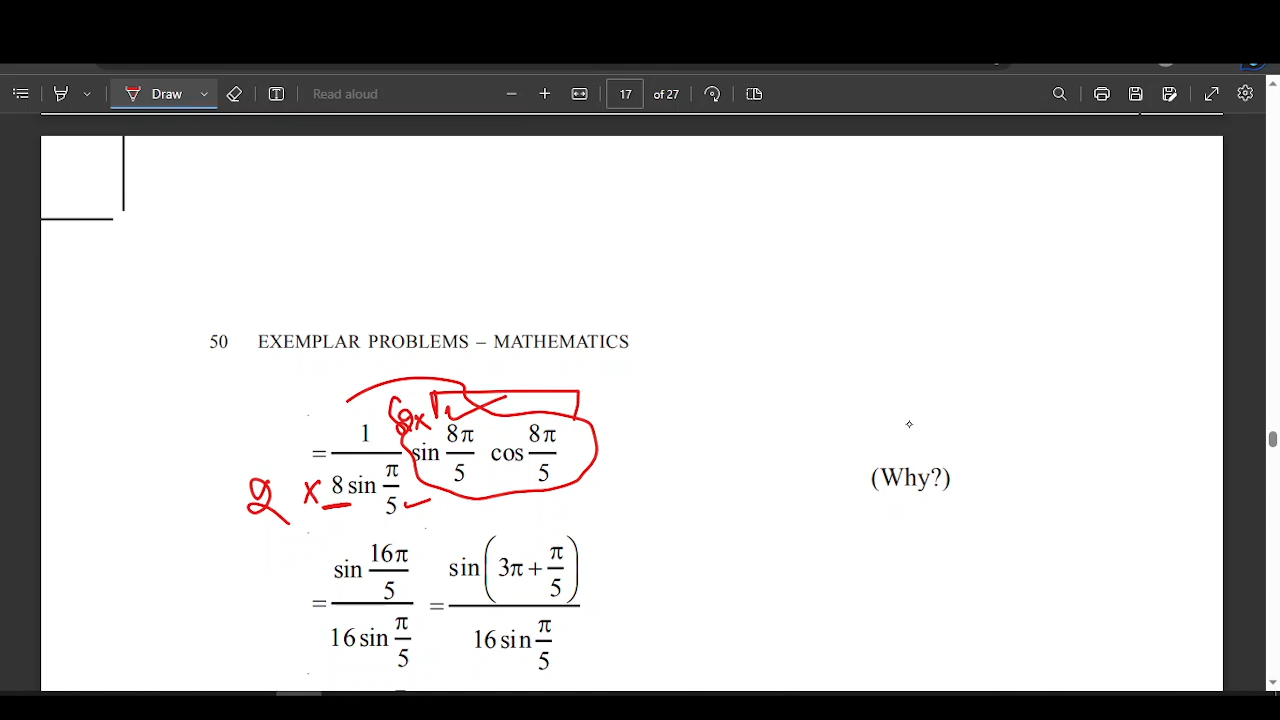 Draw
Read aloud
17 of 27
50 EXEMPLAR PROBLEMS – MATHEMATICS
= 1 / (8 sin π/5) sin 8π/5 cos 8π/5
2 ×
(Why?)
= sin 16π/5 / (16 sin π/5) = sin(3π + π/5) / (16 sin π/5)